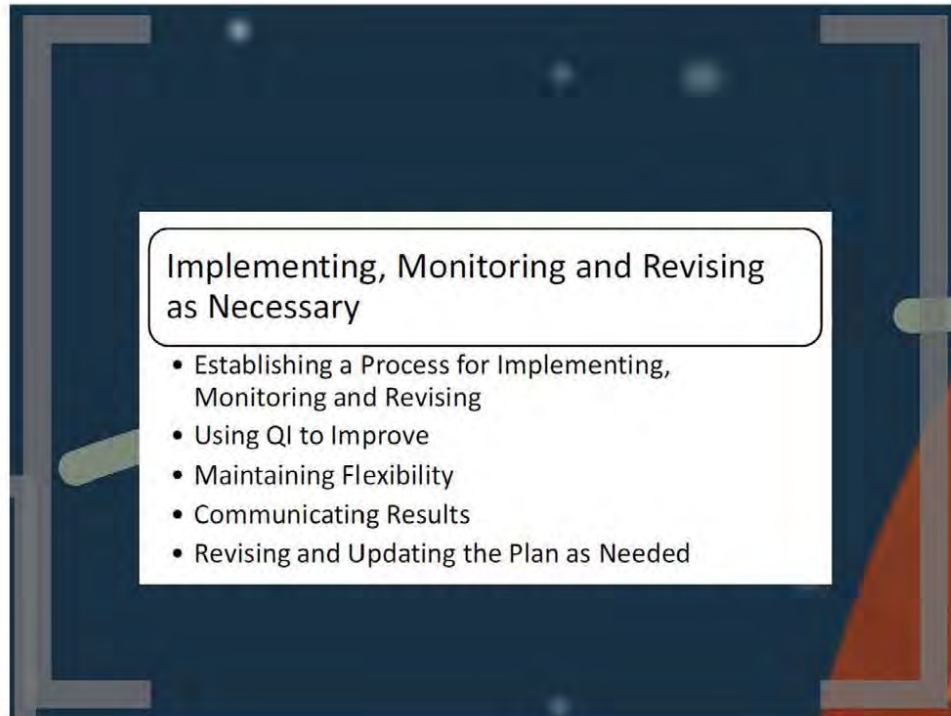 Implementing, Monitoring and Revising
as Necessary
• Establishing a Process for Implementing,
Monitoring and Revising
• Using QI to Improve
• Maintaining Flexibility
• Communicating Results
• Revising and Updating the Plan as Needed